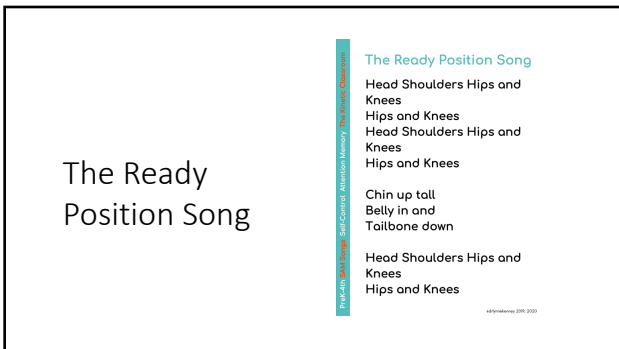 The Ready
Position Song
PreK-4th SAM Songs Self-Control Attention Memory The Kinetic Classroom
The Ready Position Song
Head Shoulders Hips and
Knees
Hips and Knees
Head Shoulders Hips and
Knees
Hips and Knees
Chin up tall
Belly in and
Tailbone down
Head Shoulders Hips and
Knees
Hips and Knees